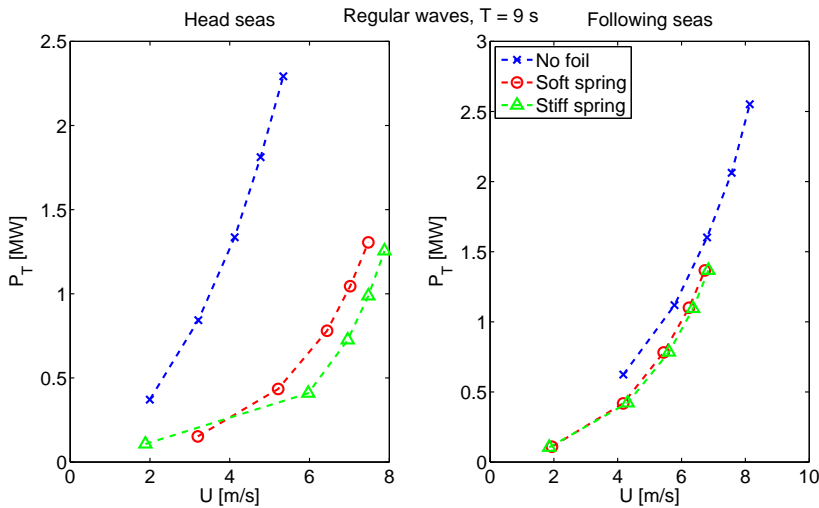 Head seas
Regular waves, T = 9 s
Following seas
2.5
2
1.5
1
0.5
0
P_T [MW]
0 2 4 6 8
U [m/s]
3
2.5
2
1.5
1
0.5
0
P_T [MW]
0 2 4 6 8 10
U [m/s]
No foil
Soft spring
Stiff spring